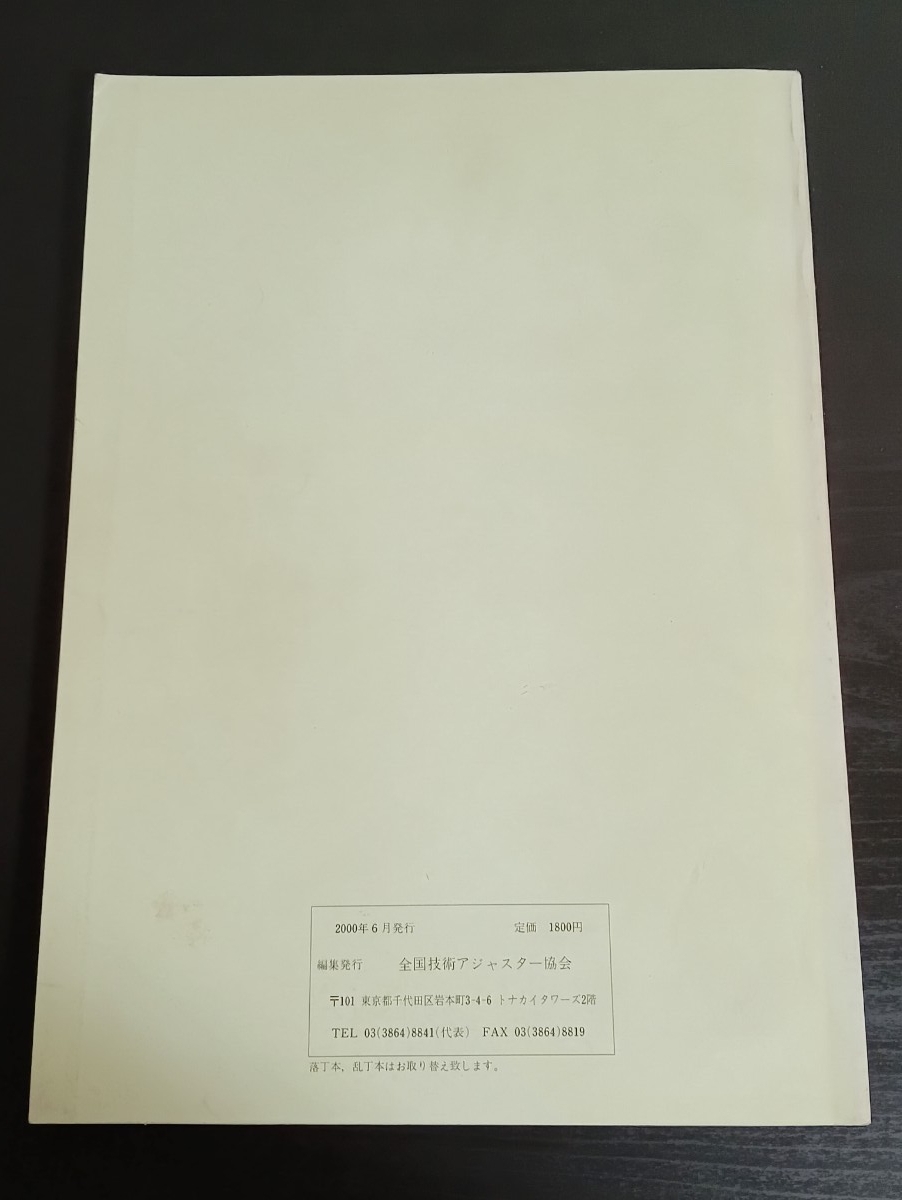 2000年6月発行 定価 1800円
編集発行 全国技術アジャスター協会
〒101 東京都千代田区岩本町3-4-6 トナカイタワーズ2階
TEL 03(3864)8841(代表) FAX 03(3864)8819
落丁本、乱丁本はお取り替え致します。